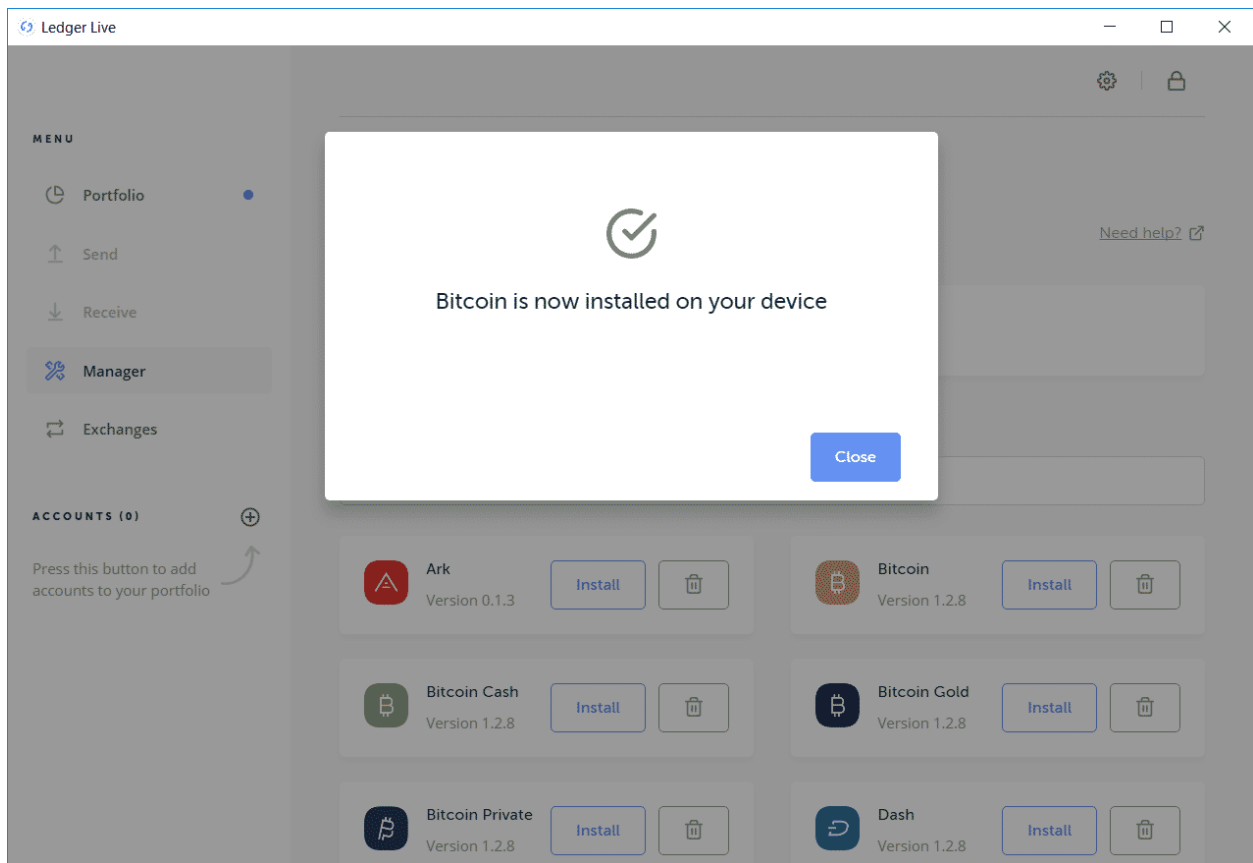 Ledger Live
MENU
Portfolio
Send
Receive
Manager
Exchanges
ACCOUNTS (0)
Press this button to add
accounts to your portfolio
Need help?
Bitcoin is now installed on your device
Close
Ark
Version 0.1.3
Install
Bitcoin
Version 1.2.8
Install
Bitcoin Cash
Version 1.2.8
Install
Bitcoin Gold
Version 1.2.8
Install
Bitcoin Private
Version 1.2.8
Install
Dash
Version 1.2.8
Install